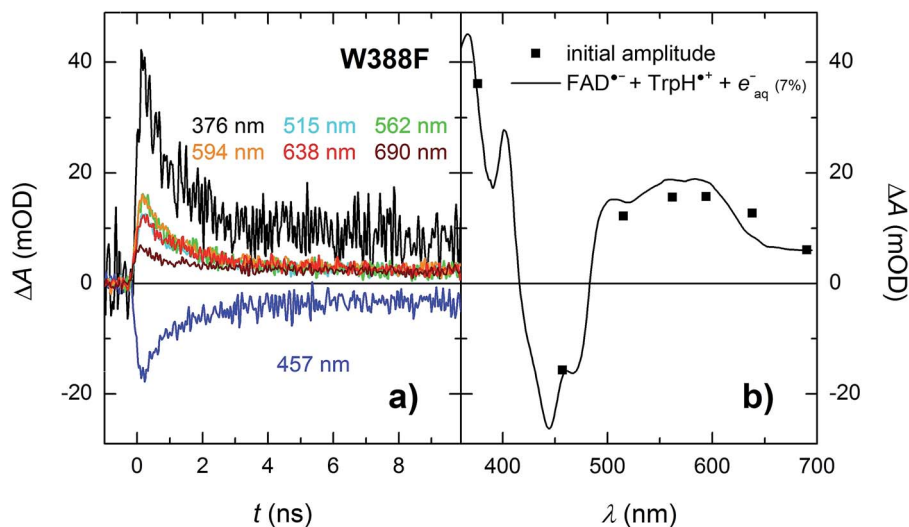 W388F
376 nm 515 nm 562 nm
594 nm 638 nm 690 nm
457 nm
a)
40
20
0
-20
ΔA (mOD)
0 2 4 6 8
t (ns)
■ initial amplitude
— FAD•− + TrpH•+ + e−aq (7%)
b)
40
20
0
-20
ΔA (mOD)
400 500 600 700
λ (nm)